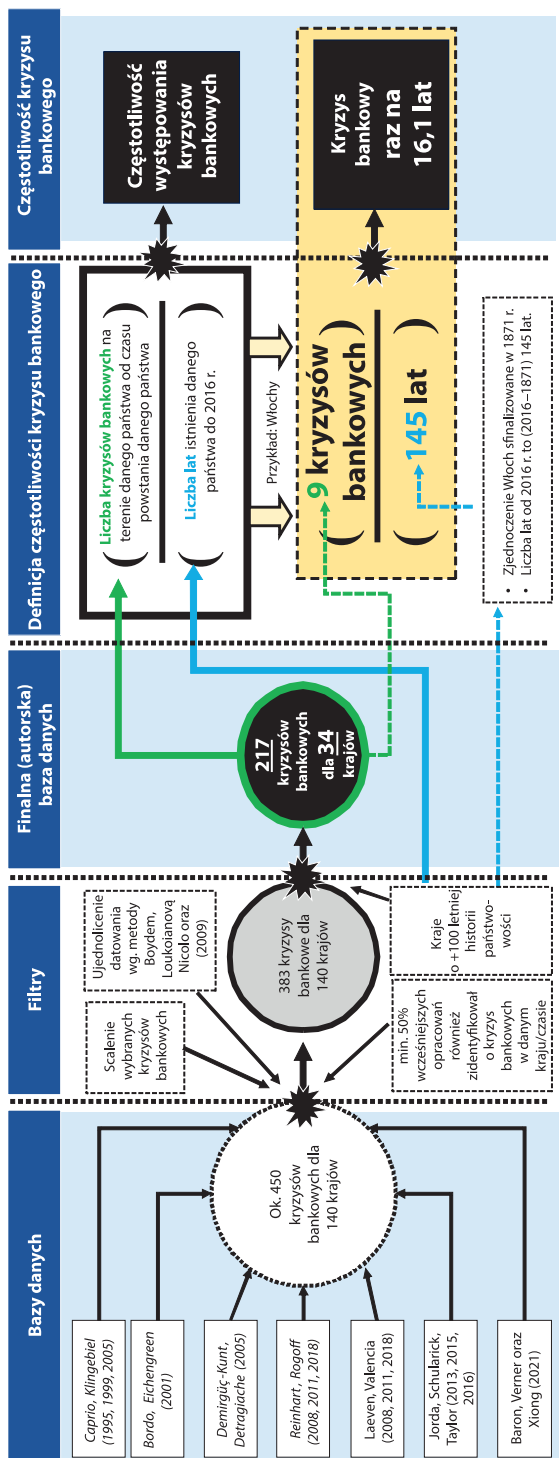 Bazy danych
Filtry
Finalna (autorska)
baza danych
Definicja częstotliwości kryzysu bankowego
Częstotliwość kryzysu
bankowego
Caprio, Klingebiel
(1995, 1999, 2005)
Bordo, Eichengreen
(2001)
Demirgüç-Kunt,
Detragiache (2005)
Reinhart, Rogoff
(2008, 2011, 2018)
Laeven, Valencia
(2008, 2011, 2018)
Jorda, Schularick,
Taylor (2013, 2015,
2016)
Baron, Verner oraz
Xiong (2021)
Ok. 450
kryzysów
bankowych dla
140 krajów
Scalenie
wybranych
kryzysów
bankowych
Ujednolicenie
datowania
wg. metody
Boydem,
Loukoianovą
Nicolo oraz
(2009)
383 kryzysy
bankowe dla
140 krajów
min. 50%
wcześniejszych
opracowań
również
zidentyfikował
o kryzys
bankowych
w danym
kraju/czasie
Kraje
o +100 letniej
historii
państwo-
wości
217
kryzysów
bankowych
dla 34
krajów
Liczba kryzysów bankowych na
terenie danego państwa od czasu
powstania danego państwa
Liczba lat istnienia danego
państwa do 2016 r.
Przykład: Włochy
9 kryzysów
bankowych
145 lat
• Zjednoczenie Włoch sfinalizowane w 1871 r.
• Liczba lat od 2016 r. to (2016–1871) 145 lat.
Częstotliwość
występowania
kryzysów
bankowych
Kryzys
bankowy
raz na
16,1 lat